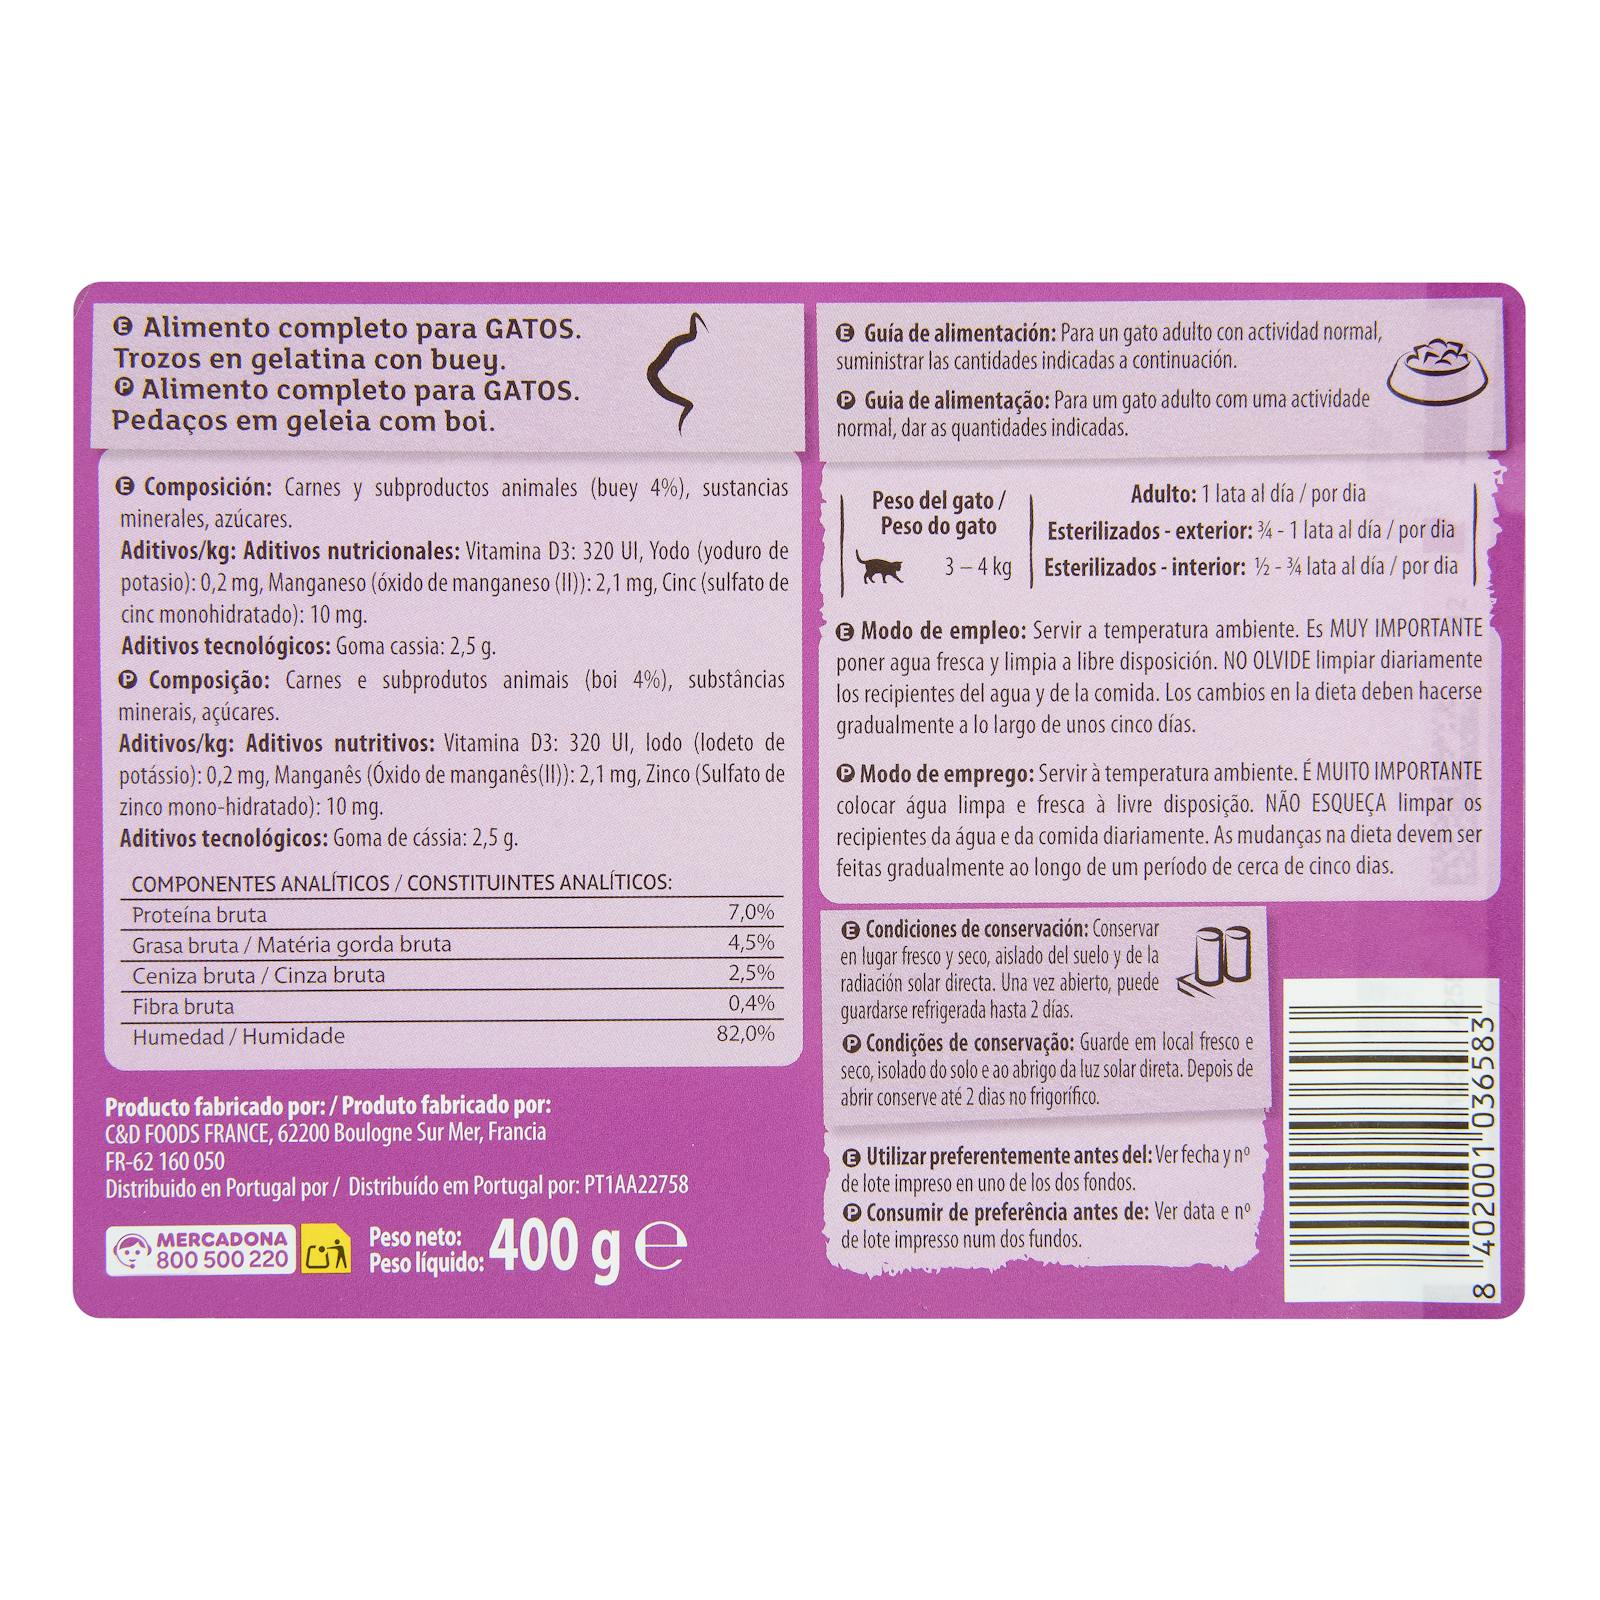 E Alimento completo para GATOS.
Trozos en gelatina con buey.
P Alimento completo para GATOS.
Pedaços em geleia com boi.
E Composición: Carnes y subproductos animales (buey 4%), sustancias
minerales, azúcares.
Aditivos/kg: Aditivos nutricionales: Vitamina D3: 320 UI, Yodo (yoduro de
potasio): 0,2 mg, Manganeso (óxido de manganeso (II)): 2,1 mg, Cinc (sulfato de
cinc monohidratado): 10 mg.
Aditivos tecnológicos: Goma cassia: 2,5 g.
P Composição: Carnes e subprodutos animais (boi 4%), substâncias
minerais, açúcares.
Aditivos/kg: Aditivos nutritivos: Vitamina D3: 320 UI, Iodo (Iodeto de
potássio): 0,2 mg, Manganês (Óxido de manganês(II)): 2,1 mg, Zinco (Sulfato de
zinco mono-hidratado): 10 mg.
Aditivos tecnológicos: Goma de cássia: 2,5 g.
COMPONENTES ANALÍTICOS / CONSTITUINTES ANALÍTICOS:
Proteína bruta 7,0%
Grasa bruta / Matéria gorda bruta 4,5%
Ceniza bruta / Cinza bruta 2,5%
Fibra bruta 0,4%
Humedad / Humidade 82,0%
Producto fabricado por: / Produto fabricado por:
C&D FOODS FRANCE, 62200 Boulogne Sur Mer, Francia
FR-62 160 050
Distribuido en Portugal por / Distribuído em Portugal por: PT1AA22758
MERCADONA
800 500 220
Peso neto:
Peso líquido:
400 g e
E Guía de alimentación: Para un gato adulto con actividad normal,
suministrar las cantidades indicadas a continuación.
P Guia de alimentação: Para um gato adulto com uma actividade
normal, dar as quantidades indicadas.
Peso del gato /
Peso do gato
3 – 4 kg
Adulto: 1 lata al día / por dia
Esterilizados - exterior: ¾ - 1 lata al día / por dia
Esterilizados - interior: ½ - ¾ lata al día / por dia
E Modo de empleo: Servir a temperatura ambiente. Es MUY IMPORTANTE
poner agua fresca y limpia a libre disposición. NO OLVIDE limpiar diariamente
los recipientes del agua y de la comida. Los cambios en la dieta deben hacerse
gradualmente a lo largo de unos cinco días.
P Modo de emprego: Servir à temperatura ambiente. É MUITO IMPORTANTE
colocar água limpa e fresca à livre disposição. NÃO ESQUEÇA limpar os
recipientes da água e da comida diariamente. As mudanças na dieta devem ser
feitas gradualmente ao longo de um período de cerca de cinco dias.
E Condiciones de conservación: Conservar
en lugar fresco y seco, aislado del suelo y de la
radiación solar directa. Una vez abierto, puede
guardarse refrigerada hasta 2 días.
P Condições de conservação: Guarde em local fresco e
seco, isolado do solo e ao abrigo da luz solar direta. Depois de
abrir conserve até 2 dias no frigorífico.
E Utilizar preferentemente antes del: Ver fecha y nº
de lote impreso en uno de los dos fondos.
P Consumir de preferência antes de: Ver data e nº
de lote impresso num dos fundos.
8 402001 036583